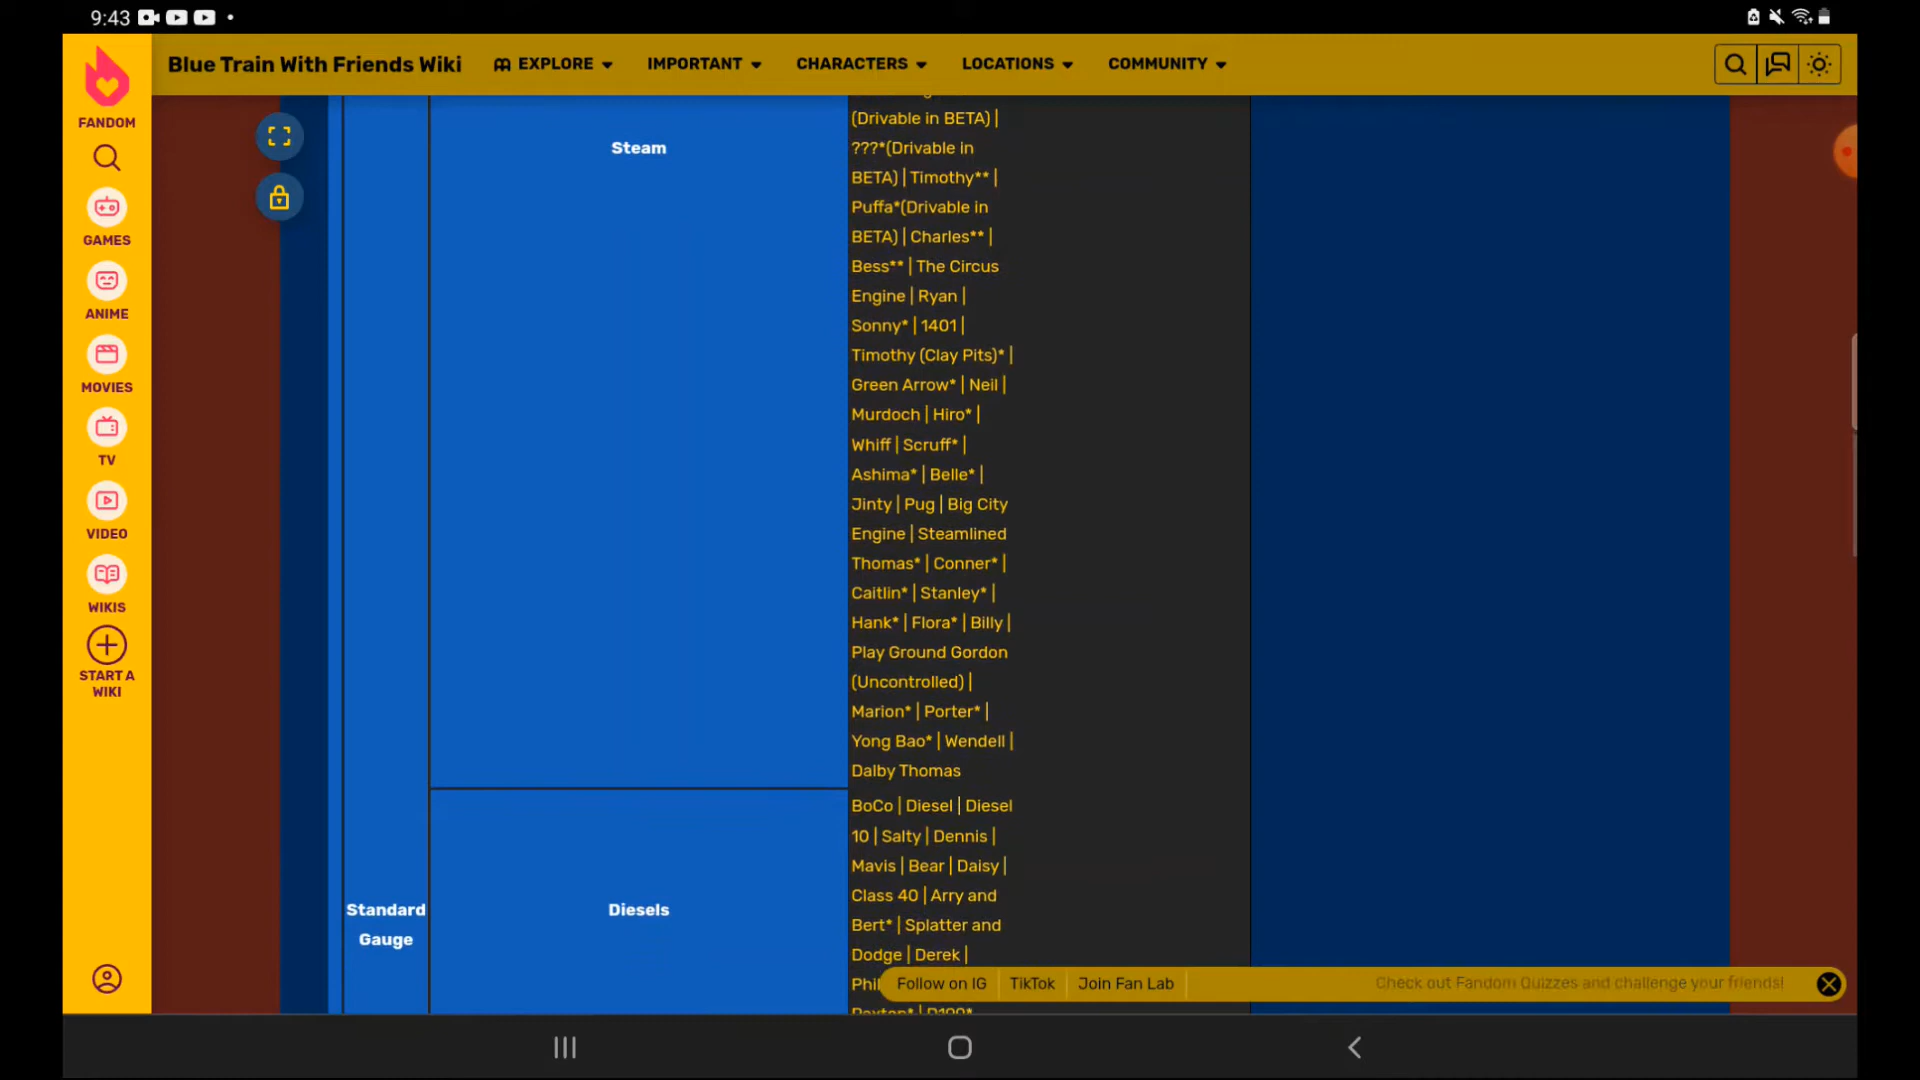 9:43
Blue Train With Friends Wiki
EXPLORE
IMPORTANT
CHARACTERS
LOCATIONS
COMMUNITY
FANDOM
GAMES
ANIME
MOVIES
TV
VIDEO
WIKIS
START A
WIKI
Steam
(Drivable in BETA) |
???*(Drivable in
BETA) | Timothy** |
Puffa*(Drivable in
BETA) | Charles** |
Bess** | The Circus
Engine | Ryan |
Sonny* | 1401 |
Timothy (Clay Pits)* |
Green Arrow* | Neil |
Murdoch | Hiro* |
Whiff | Scruff* |
Ashima* | Belle* |
Jinty | Pug | Big City
Engine | Steamlined
Thomas* | Conner* |
Caitlin* | Stanley* |
Hank* | Flora* | Billy |
Play Ground Gordon
(Uncontrolled) |
Marion* | Porter* |
Yong Bao* | Wendell |
Dalby Thomas
Standard
Gauge
Diesels
BoCo | Diesel | Diesel
10 | Salty | Dennis |
Mavis | Bear | Daisy |
Class 40 | Arry and
Bert* | Splatter and
Dodge | Derek |
Follow on IG
TikTok
Join Fan Lab
Check out Fandom Quizzes and challenge your friends!